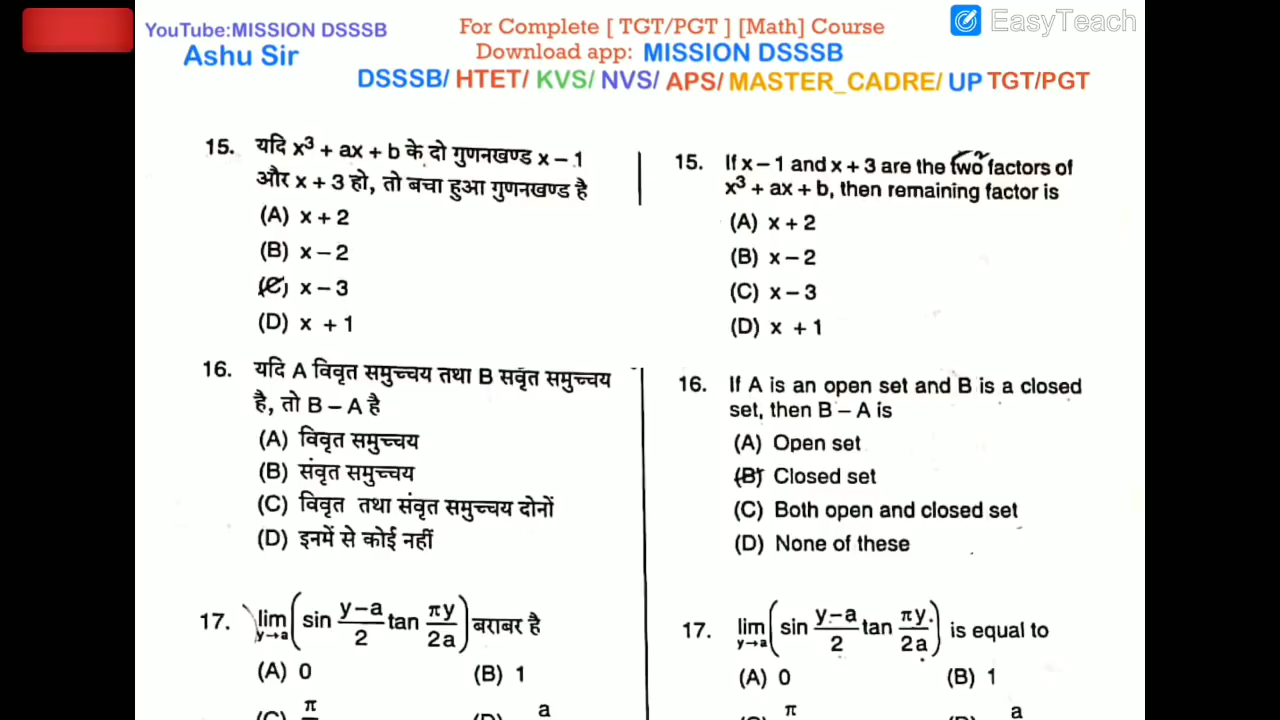 YouTube:MISSION DSSSB
Ashu Sir
For Complete [ TGT/PGT ] [Math] Course
Download app: MISSION DSSSB
DSSSB/ HTET/ KVS/ NVS/ APS/ MASTER_CADRE/ UP TGT/PGT
EasyTeach
15. यदि x³ + ax + b के दो गुणनखण्ड x – 1
और x + 3 हो, तो बचा हुआ गुणनखण्ड है
(A) x + 2
(B) x – 2
(C) x – 3
(D) x + 1
16. यदि A विवृत समुच्चय तथा B सवृंत समुच्चय
है, तो B – A है
(A) विवृत समुच्चय
(B) संवृत समुच्चय
(C) विवृत तथा संवृत समुच्चय दोनों
(D) इनमें से कोई नहीं
17. lim y→a (sin y–a/2 tan πy/2a) बराबर है
(A) 0 (B) 1
π a
15. If x – 1 and x + 3 are the two factors of
x³ + ax + b, then remaining factor is
(A) x + 2
(B) x – 2
(C) x – 3
(D) x + 1
16. If A is an open set and B is a closed
set, then B – A is
(A) Open set
(B) Closed set
(C) Both open and closed set
(D) None of these
17. lim y→a (sin y–a/2 tan πy/2a) is equal to
(A) 0 (B) 1
π a